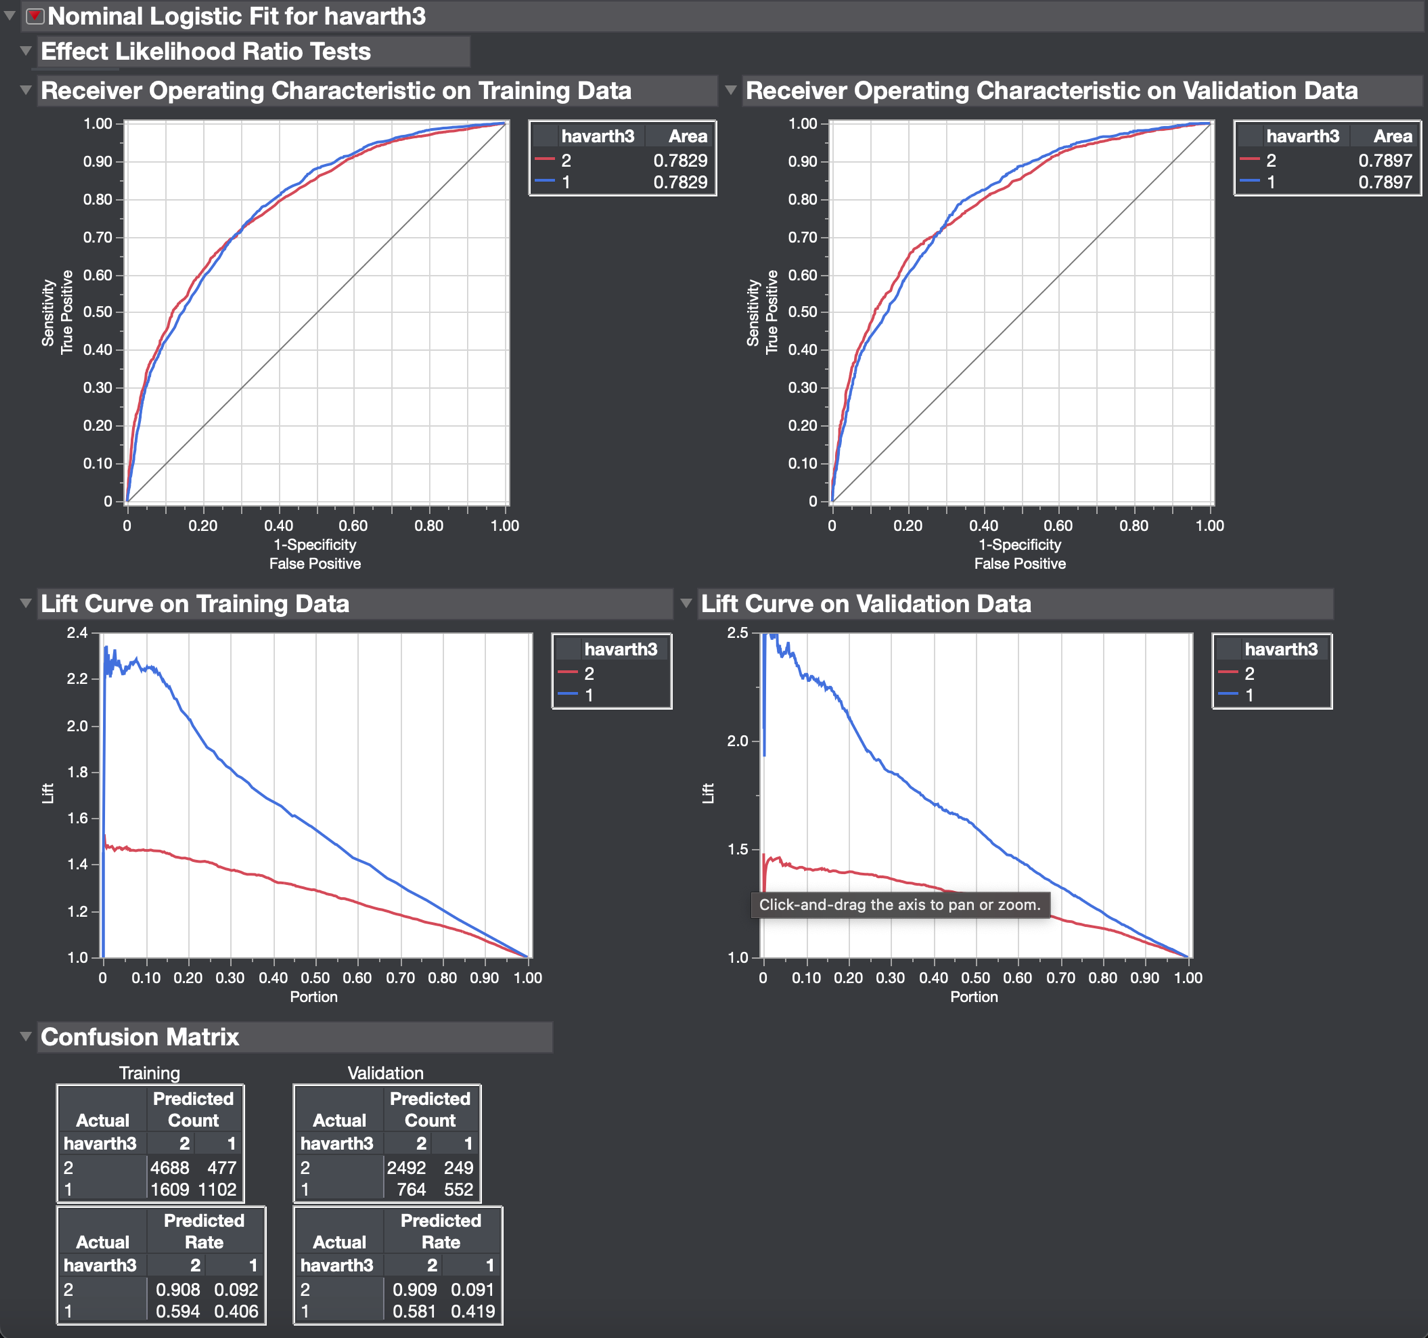 Nominal Logistic Fit for havarth3
Effect Likelihood Ratio Tests
Receiver Operating Characteristic on Training Data
1.00
0.90
0.80
0.70
0.60
0.50
0.40
0.30
0.20
0.10
0
Sensitivity
True Positive
0 0.20 0.40 0.60 0.80 1.00
1-Specificity
False Positive
havarth3 Area
2 0.7829
1 0.7829
Receiver Operating Characteristic on Validation Data
1.00
0.90
0.80
0.70
0.60
0.50
0.40
0.30
0.20
0.10
0
Sensitivity
True Positive
0 0.20 0.40 0.60 0.80 1.00
1-Specificity
False Positive
havarth3 Area
2 0.7897
1 0.7897
Lift Curve on Training Data
2.4
2.2
2.0
1.8
1.6
1.4
1.2
1.0
Lift
0 0.10 0.20 0.30 0.40 0.50 0.60 0.70 0.80 0.90 1.00
Portion
havarth3
2
1
Lift Curve on Validation Data
2.5
2.0
1.5
1.0
Lift
Click-and-drag the axis to pan or zoom.
0 0.10 0.20 0.30 0.40 0.50 0.60 0.70 0.80 0.90 1.00
Portion
havarth3
2
1
Confusion Matrix
Training
Predicted
Actual Count
havarth3 2 1
2 4688 477
1 1609 1102
Predicted
Actual Rate
havarth3 2 1
2 0.908 0.092
1 0.594 0.406
Validation
Predicted
Actual Count
havarth3 2 1
2 2492 249
1 764 552
Predicted
Actual Rate
havarth3 2 1
2 0.909 0.091
1 0.581 0.419